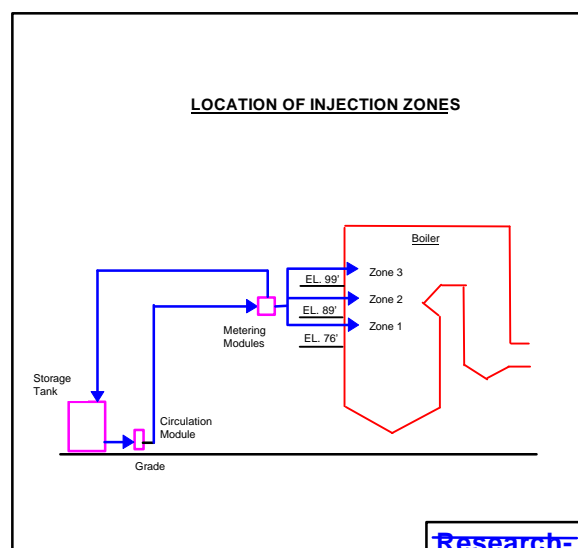 LOCATION OF INJECTION ZONES
Boiler
Zone 3
EL. 99'
Zone 2
EL. 89'
Zone 1
Metering
Modules
EL. 76'
Storage
Tank
Circulation
Module
Grade
Research-